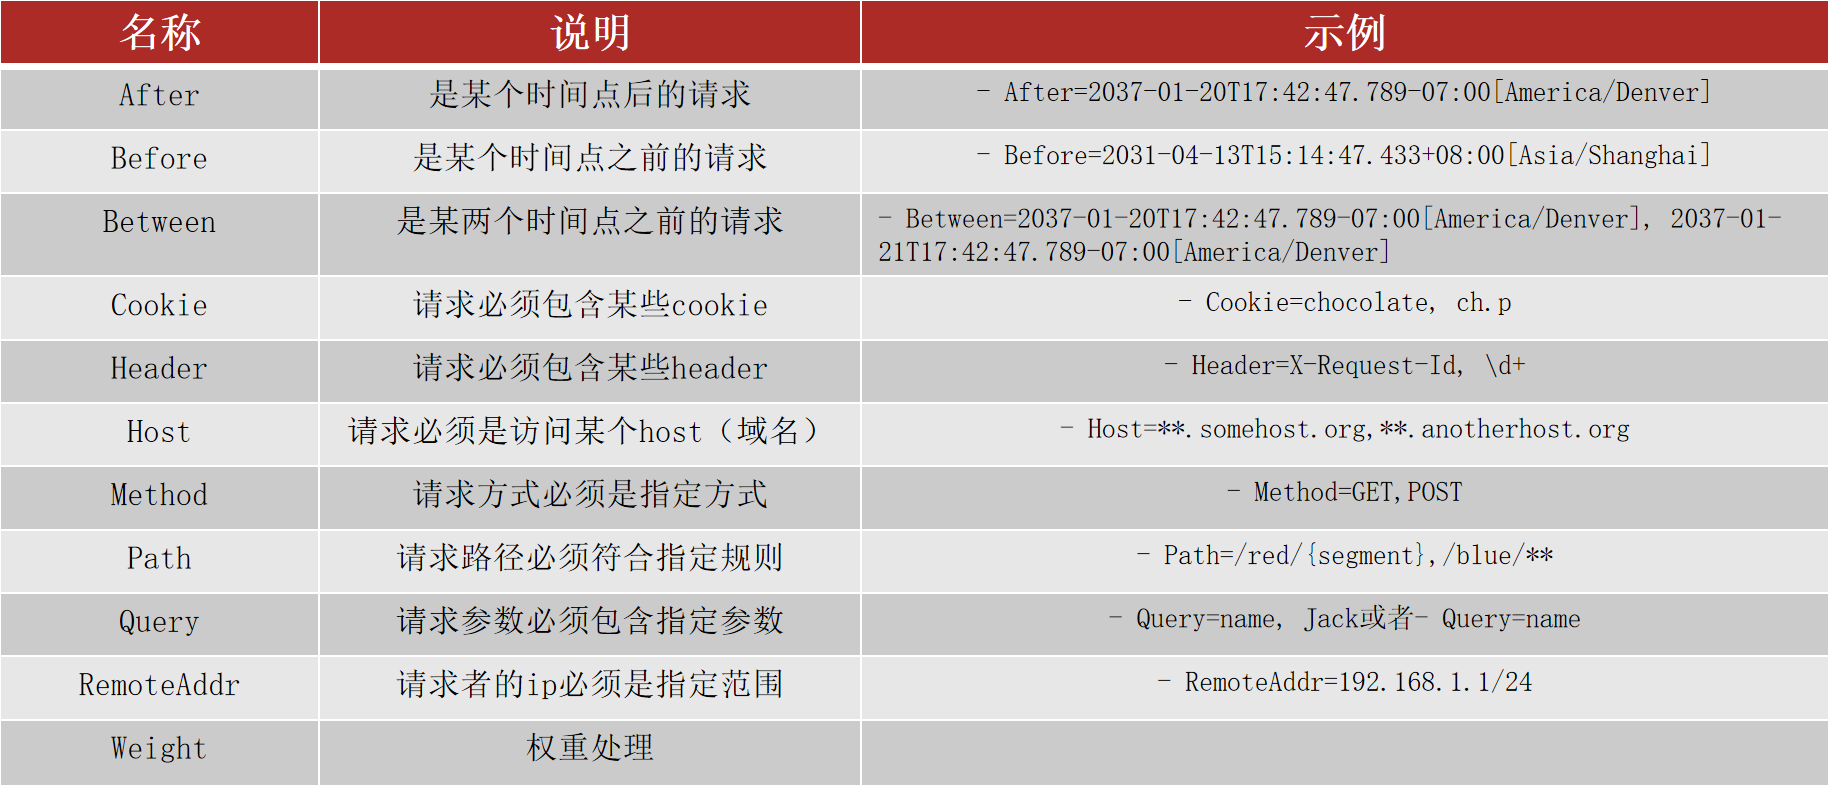 名称 说明 示例
After 是某个时间点后的请求 - After=2037-01-20T17:42:47.789-07:00[America/Denver]
Before 是某个时间点之前的请求 - Before=2031-04-13T15:14:47.433+08:00[Asia/Shanghai]
Between 是某两个时间点之前的请求 - Between=2037-01-20T17:42:47.789-07:00[America/Denver], 2037-01-
21T17:42:47.789-07:00[America/Denver]
Cookie 请求必须包含某些cookie - Cookie=chocolate, ch.p
Header 请求必须包含某些header - Header=X-Request-Id, \d+
Host 请求必须是访问某个host（域名） - Host=**.somehost.org,**.anotherhost.org
Method 请求方式必须是指定方式 - Method=GET,POST
Path 请求路径必须符合指定规则 - Path=/red/{segment},/blue/**
Query 请求参数必须包含指定参数 - Query=name, Jack或者- Query=name
RemoteAddr 请求者的ip必须是指定范围 - RemoteAddr=192.168.1.1/24
Weight 权重处理